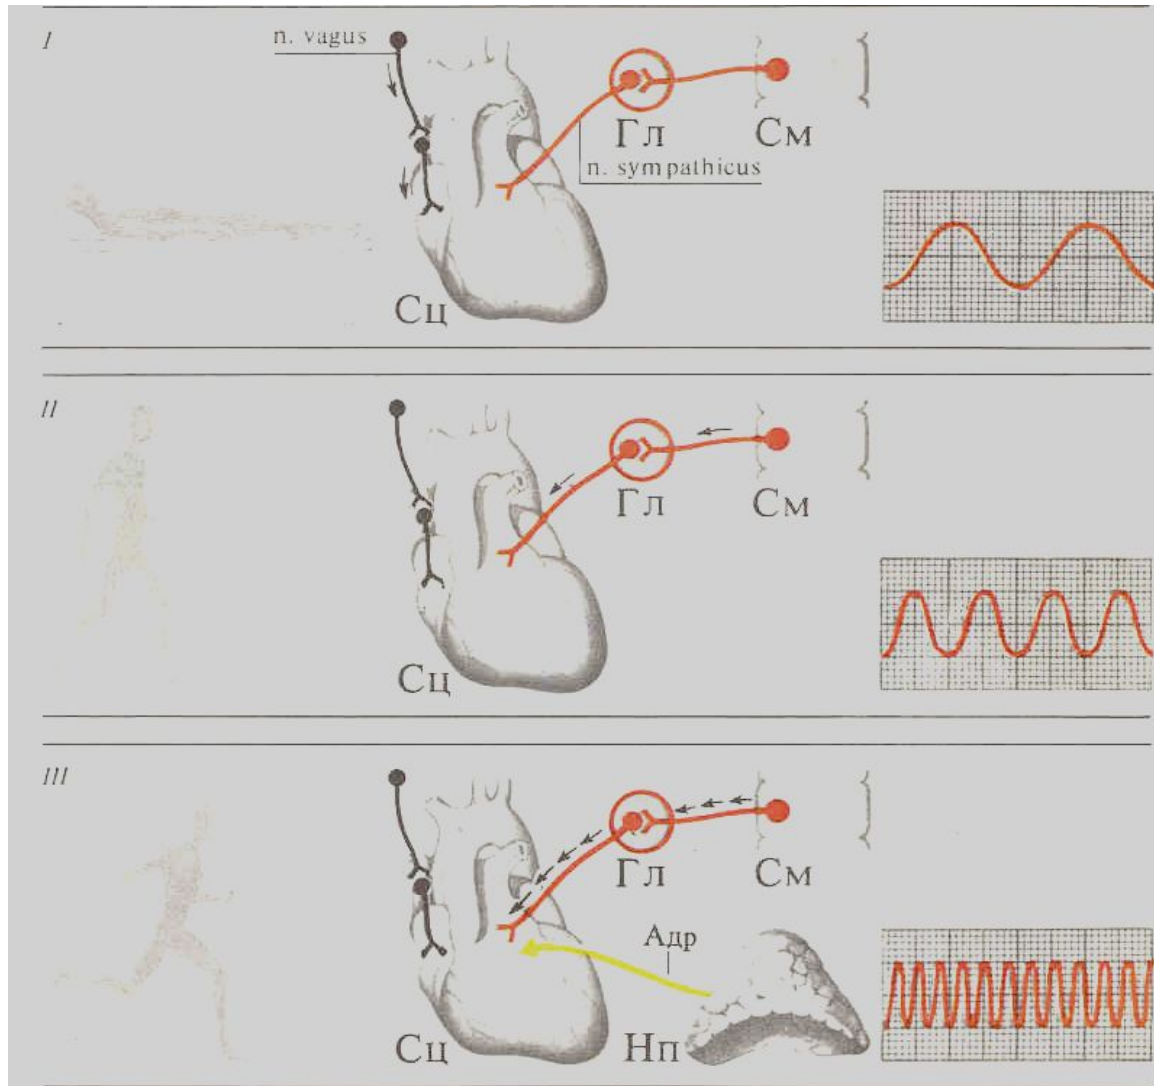 I
n. vagus
Гл
См
n. sympathicus
Сц
II
Гл
См
Сц
III
Гл
См
Адр
Сц
Нп